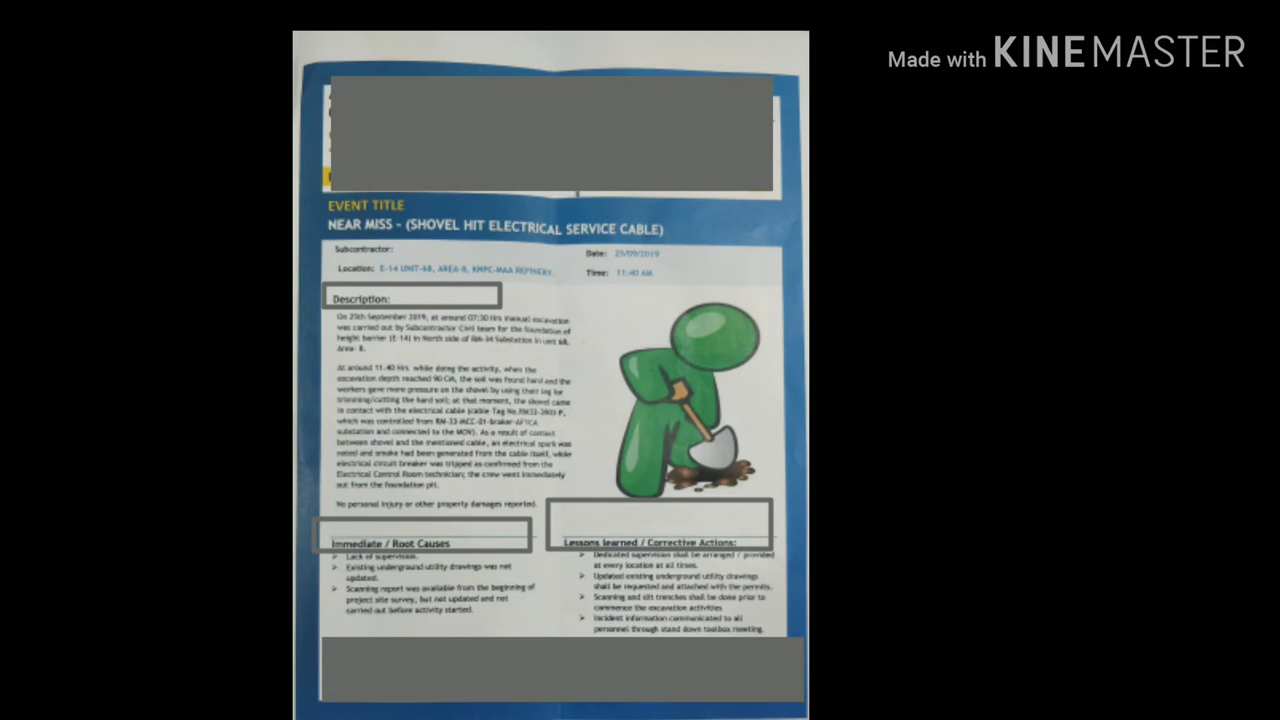 Made with KINEMASTER
EVENT TITLE
NEAR MISS - (SHOVEL HIT ELECTRICAL SERVICE CABLE)
Subcontractor:
Date: 25/09/2019
Location: E-14 UNIT-68, AREA-8, KNPC-MAA REFINERY.
Time: 11:40 AM
Description:
On 25th September 2019, at around 07:30 Hrs manual excavation
was carried out by Subcontractor Civil team for the foundation of
height barrier (E-14) in North side of RM-34 Substation in unit 68,
Area- 8.
At around 11:40 Hrs while doing the activity, when the
excavation depth reached 90 CM, the soil was found hard and the
workers gave more pressure on the shovel by using their leg for
trimming/cutting the hard soil; at that moment, the shovel came
in contact with the electrical cable (cable Tag No.
which was controlled from RM-33-MCC-01-braker-AF1CA
substation and connected to the MOV). As a result of contact
between shovel and the mentioned cable, an electrical spark was
noted and smoke had been generated from the cable itself, while
electrical circuit breaker was tripped as confirmed from the
Electrical Control Room technician; the crew went immediately
out from the foundation pit.
No personal injury or other property damages reported.
Immediate / Root Causes
➢ Lack of supervision.
➢ Existing underground utility drawings was not
updated.
➢ Scanning report was available from the beginning of
project site survey, but not updated and not
carried out before activity started.
Lessons learned / Corrective Actions:
➢ Dedicated supervision shall be arranged / provided
at every location at all times.
➢ Updated existing underground utility drawings
shall be requested and attached with the permits.
➢ Scanning and slit trenches shall be done prior to
commence the excavation activities
➢ Incident information communicated to all
personnel through stand down toolbox meeting.